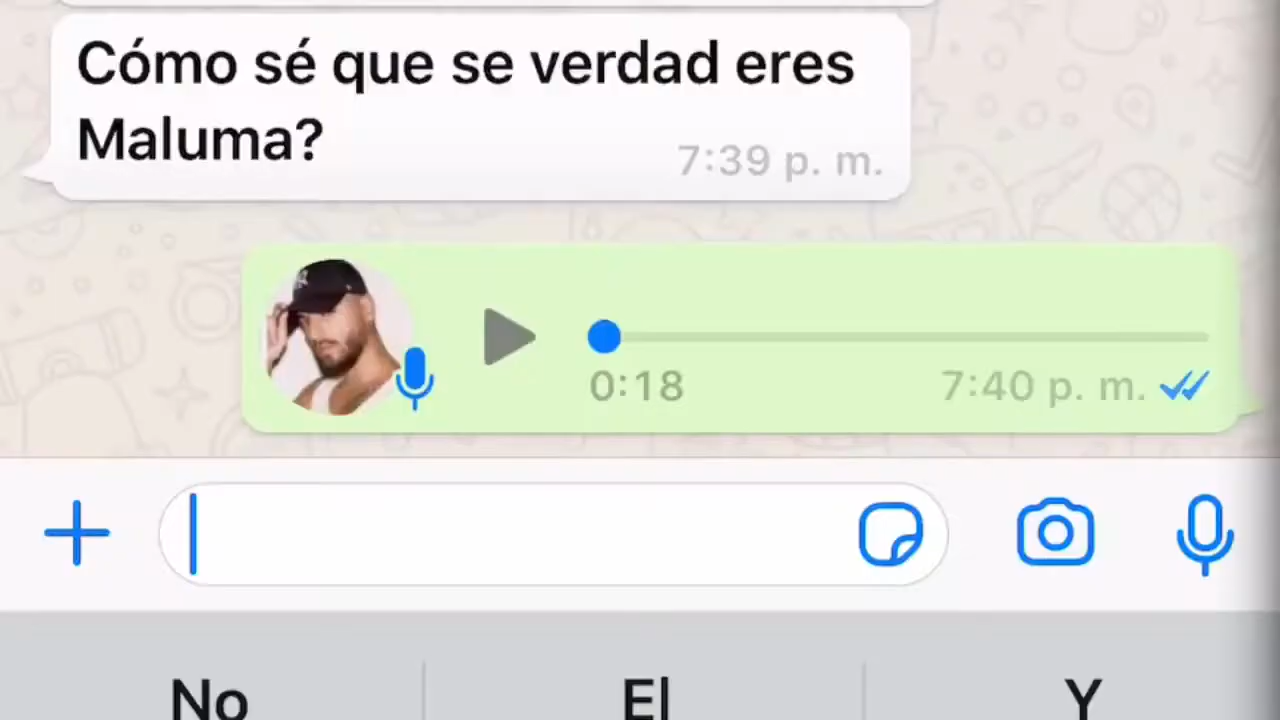 Cómo sé que se verdad eres
Maluma?
7:39 p. m.
0:18
7:40 p. m.
No
El
Y